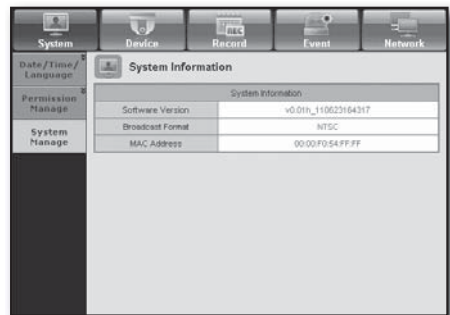 System Device Record Event Network
REC
Date/Time/
Language
Permission
Manage
System
Manage
System Information
System Information
Software Version v0.01h_110623164317
Broadcast Format NTSC
MAC Address 00:00:F0:54:FF:FF